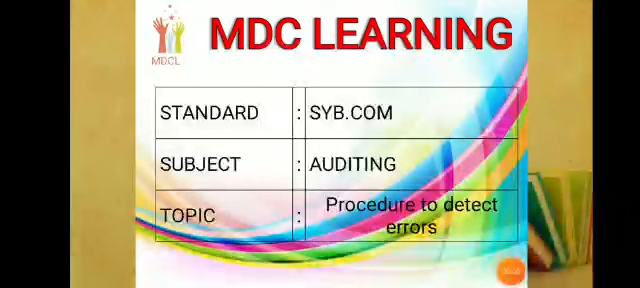 MDC LEARNING
MDCL
STANDARD : SYB.COM
SUBJECT : AUDITING
TOPIC : Procedure to detect
errors